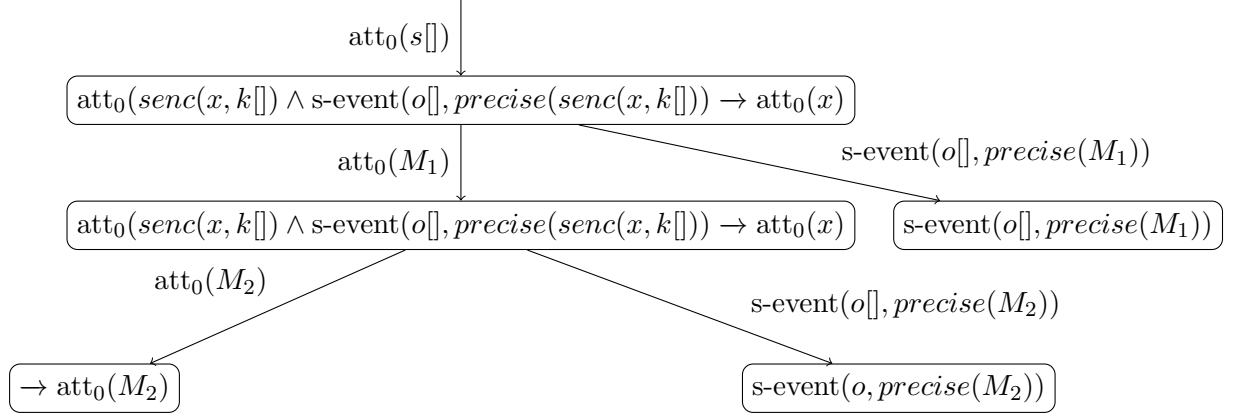 att₀(s[])
att₀(senc(x, k[]) ∧ s-event(o[], precise(senc(x, k[])) → att₀(x)
att₀(M₁)
s-event(o[], precise(M₁))
att₀(senc(x, k[]) ∧ s-event(o[], precise(senc(x, k[])) → att₀(x)
s-event(o[], precise(M₁))
att₀(M₂)
s-event(o[], precise(M₂))
→ att₀(M₂)
s-event(o, precise(M₂))